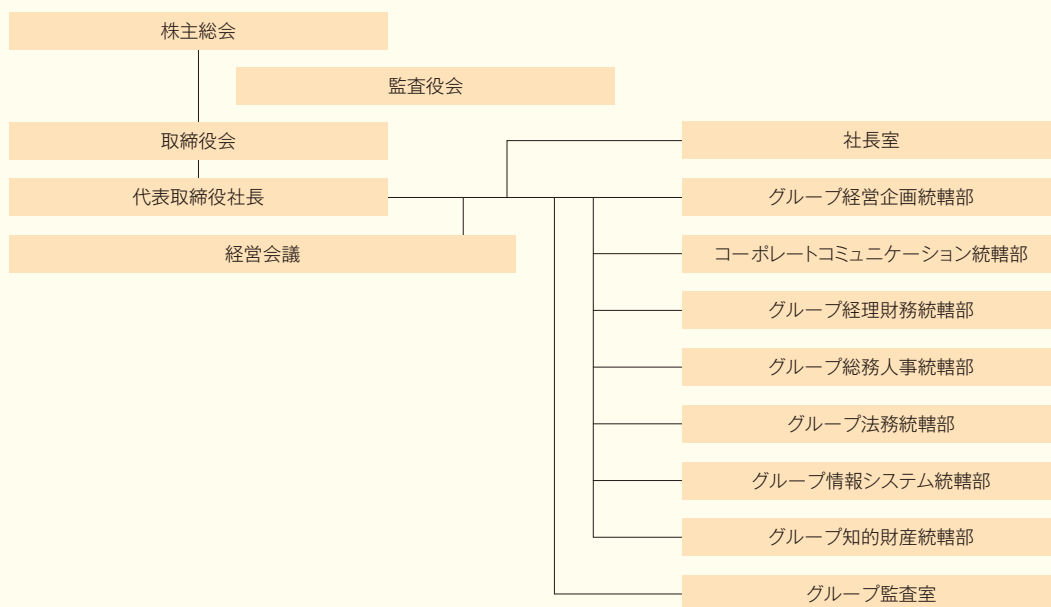 株主総会
監査役会
取締役会
代表取締役社長
経営会議
社長室
グループ経営企画統轄部
コーポレートコミュニケーション統轄部
グループ経理財務統轄部
グループ総務人事統轄部
グループ法務統轄部
グループ情報システム統轄部
グループ知的財産統轄部
グループ監査室